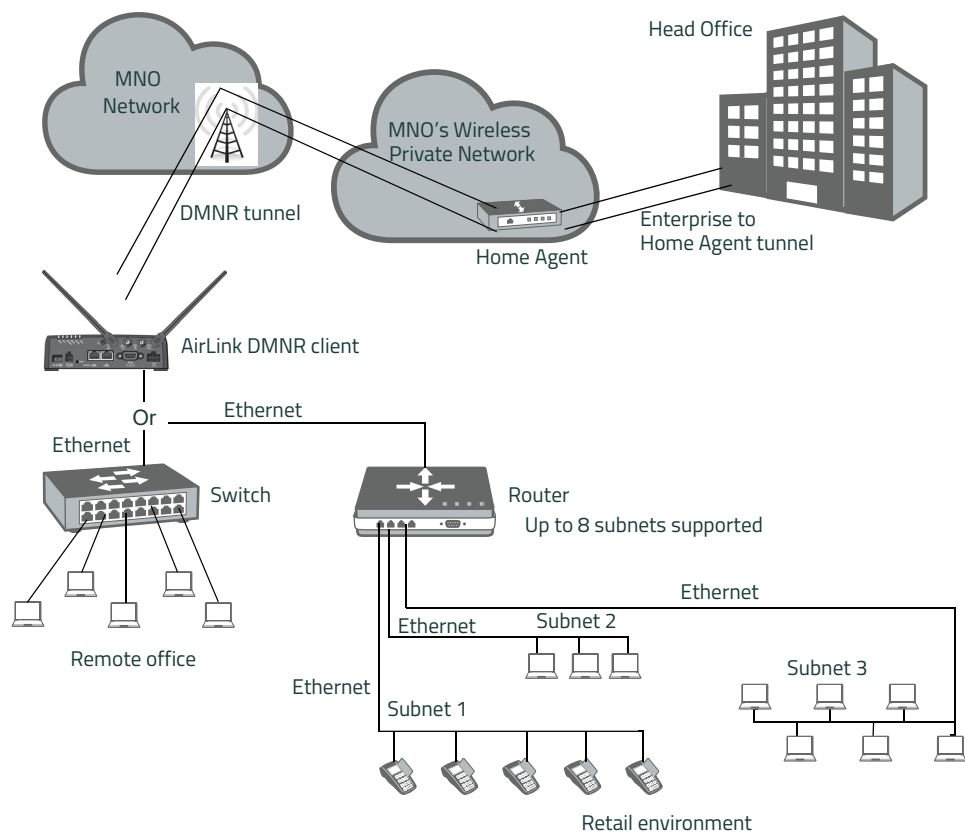 Head Office
MNO
Network
MNO's Wireless
Private Network
DMNR tunnel
Enterprise to
Home Agent tunnel
Home Agent
AirLink DMNR client
Or
Ethernet
Ethernet
Switch
Router
Up to 8 subnets supported
Ethernet
Ethernet
Subnet 2
Remote office
Subnet 3
Ethernet
Subnet 1
Retail environment